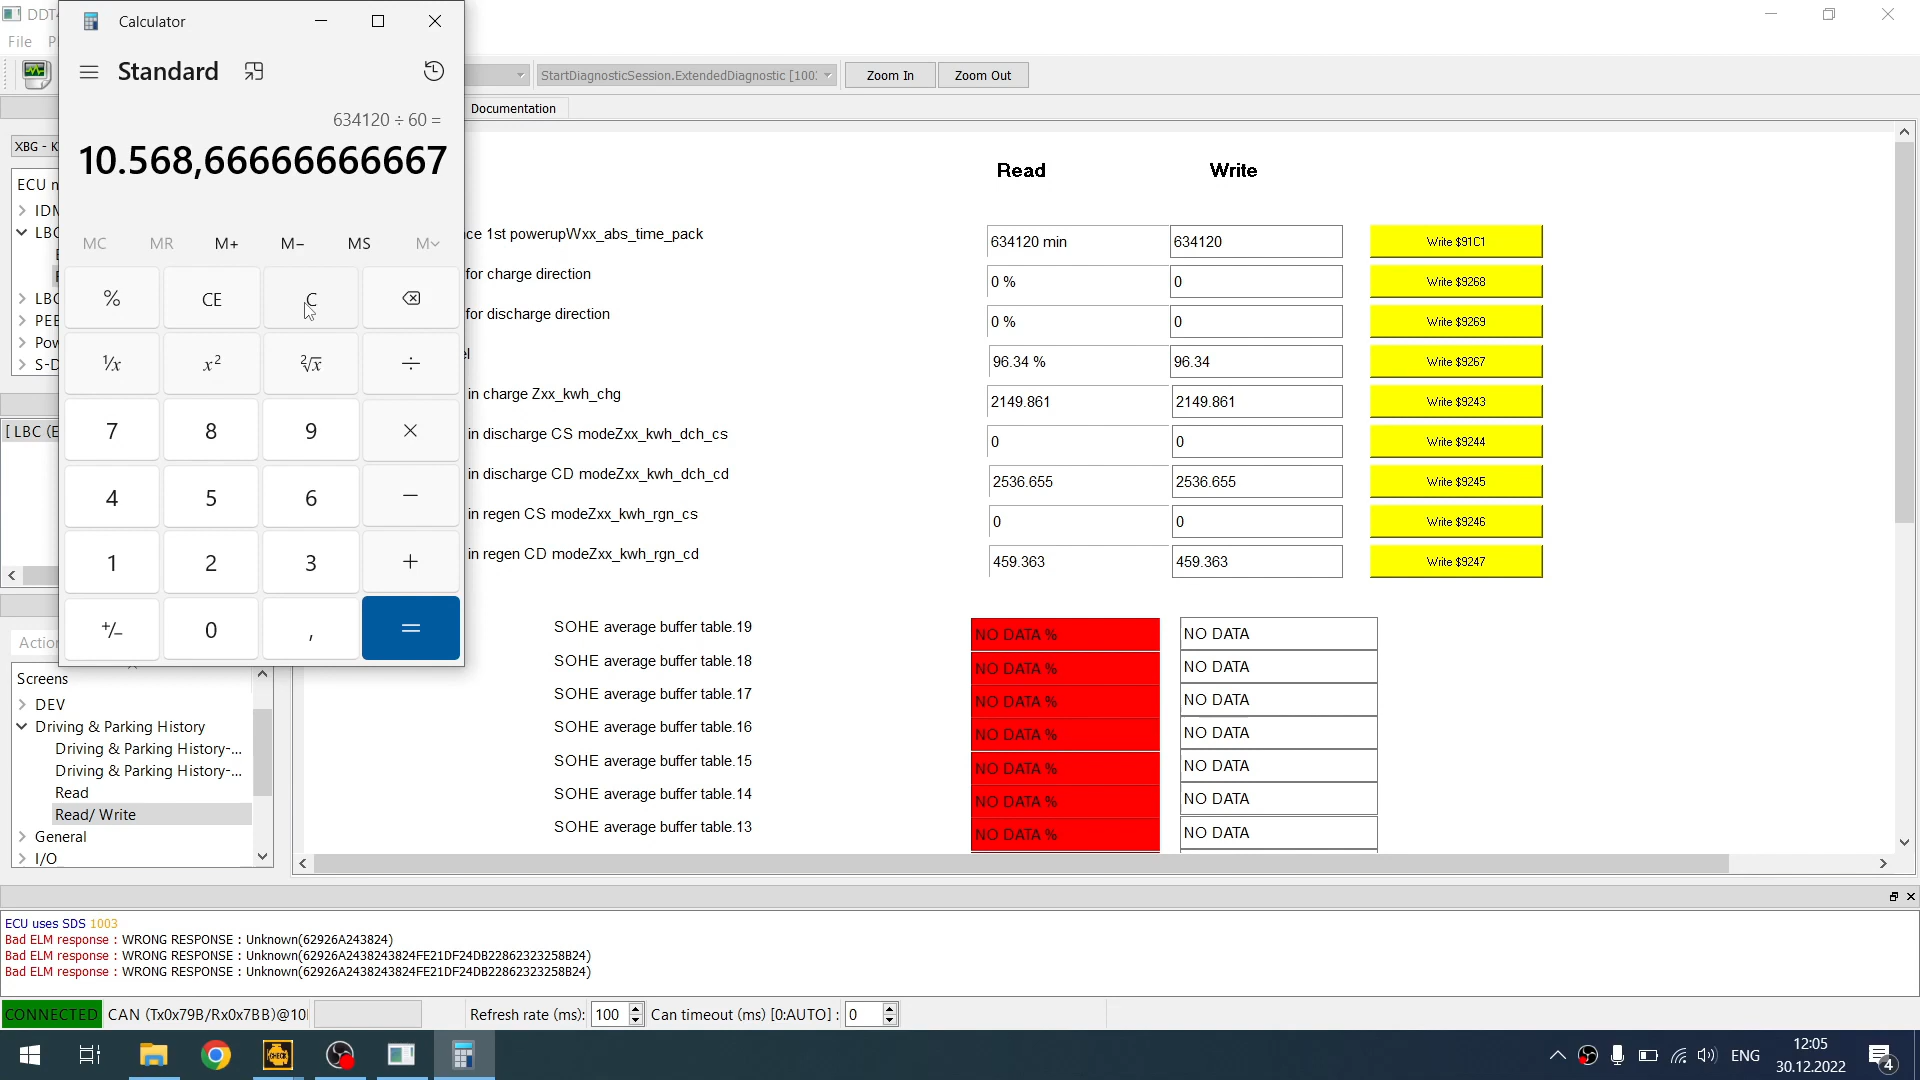 Calculator
Standard
634120 ÷ 60 =
10.568,66666666667
MC MR M+ M− MS M
% CE C
⅟x x² ²√x ÷
7 8 9 ×
4 5 6 −
1 2 3 +
+/− 0 , =
DDT
File
StartDiagnosticSession.ExtendedDiagnostic [100
Zoom In
Zoom Out
Documentation
XBG - K
ECU n
IDM
LBC
LBC
PEE
Pow
S-D
[ LBC (E
Read Write
ce 1st powerupWxx_abs_time_pack 634120 min 634120 Write $91C1
for charge direction 0 % 0 Write $9268
for discharge direction 0 % 0 Write $9269
el 96.34 % 96.34 Write $9267
in charge Zxx_kwh_chg 2149.861 2149.861 Write $9243
in discharge CS modeZxx_kwh_dch_cs 0 0 Write $9244
in discharge CD modeZxx_kwh_dch_cd 2536.655 2536.655 Write $9245
in regen CS modeZxx_kwh_rgn_cs 0 0 Write $9246
in regen CD modeZxx_kwh_rgn_cd 459.363 459.363 Write $9247
SOHE average buffer table.19 NO DATA % NO DATA
SOHE average buffer table.18 NO DATA % NO DATA
SOHE average buffer table.17 NO DATA % NO DATA
SOHE average buffer table.16 NO DATA % NO DATA
SOHE average buffer table.15 NO DATA % NO DATA
SOHE average buffer table.14 NO DATA % NO DATA
SOHE average buffer table.13 NO DATA % NO DATA
Action
Screens
DEV
Driving & Parking History
Driving & Parking History-...
Driving & Parking History-...
Read
Read/ Write
General
I/O
ECU uses SDS 1003
Bad ELM response : WRONG RESPONSE : Unknown(62926A243824)
Bad ELM response : WRONG RESPONSE : Unknown(62926A2438243824FE21DF24DB22862323258B24)
Bad ELM response : WRONG RESPONSE : Unknown(62926A2438243824FE21DF24DB22862323258B24)
CONNECTED CAN (Tx0x79B/Rx0x7BB)@10 Refresh rate (ms): 100 Can timeout (ms) [0:AUTO] : 0
CHECK
ENG
12:05
30.12.2022
4